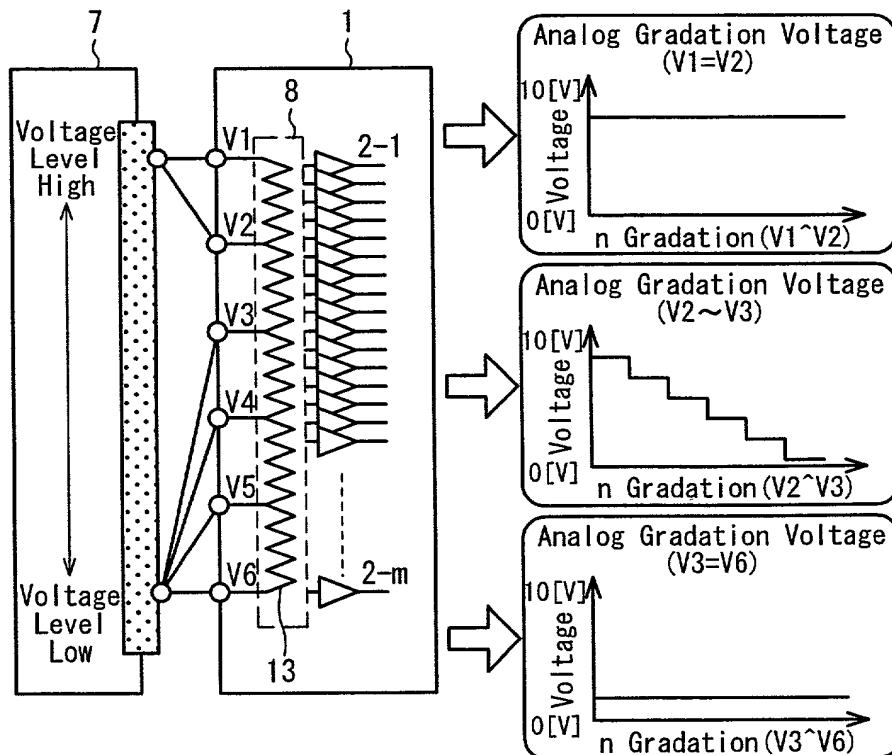 7
1
Voltage
Level
High
Voltage
Level
Low
8
V1
V2
V3
V4
V5
V6
2-1
2-m
13
Analog Gradation Voltage
(V1=V2)
10[V]
Voltage
0[V]
n Gradation(V1^V2)
Analog Gradation Voltage
(V2～V3)
10[V]
Voltage
0[V]
n Gradation(V2^V3)
Analog Gradation Voltage
(V3=V6)
10[V]
Voltage
0[V]
n Gradation(V3^V6)